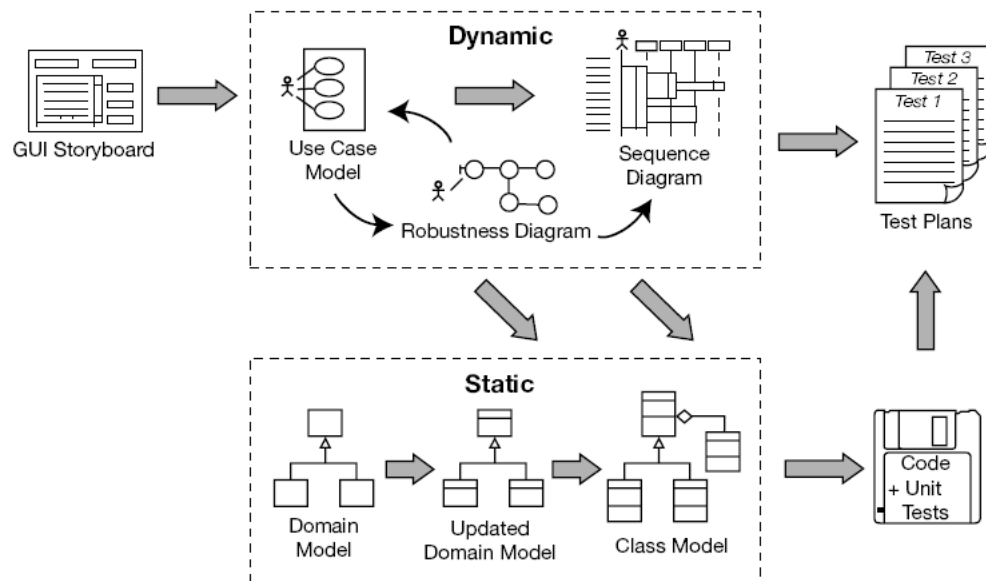 Dynamic
GUI Storyboard
Use Case
Model
Robustness Diagram
Sequence
Diagram
Test 3
Test 2
Test 1
Test Plans
Static
Domain
Model
Updated
Domain Model
Class Model
Code
+ Unit
Tests